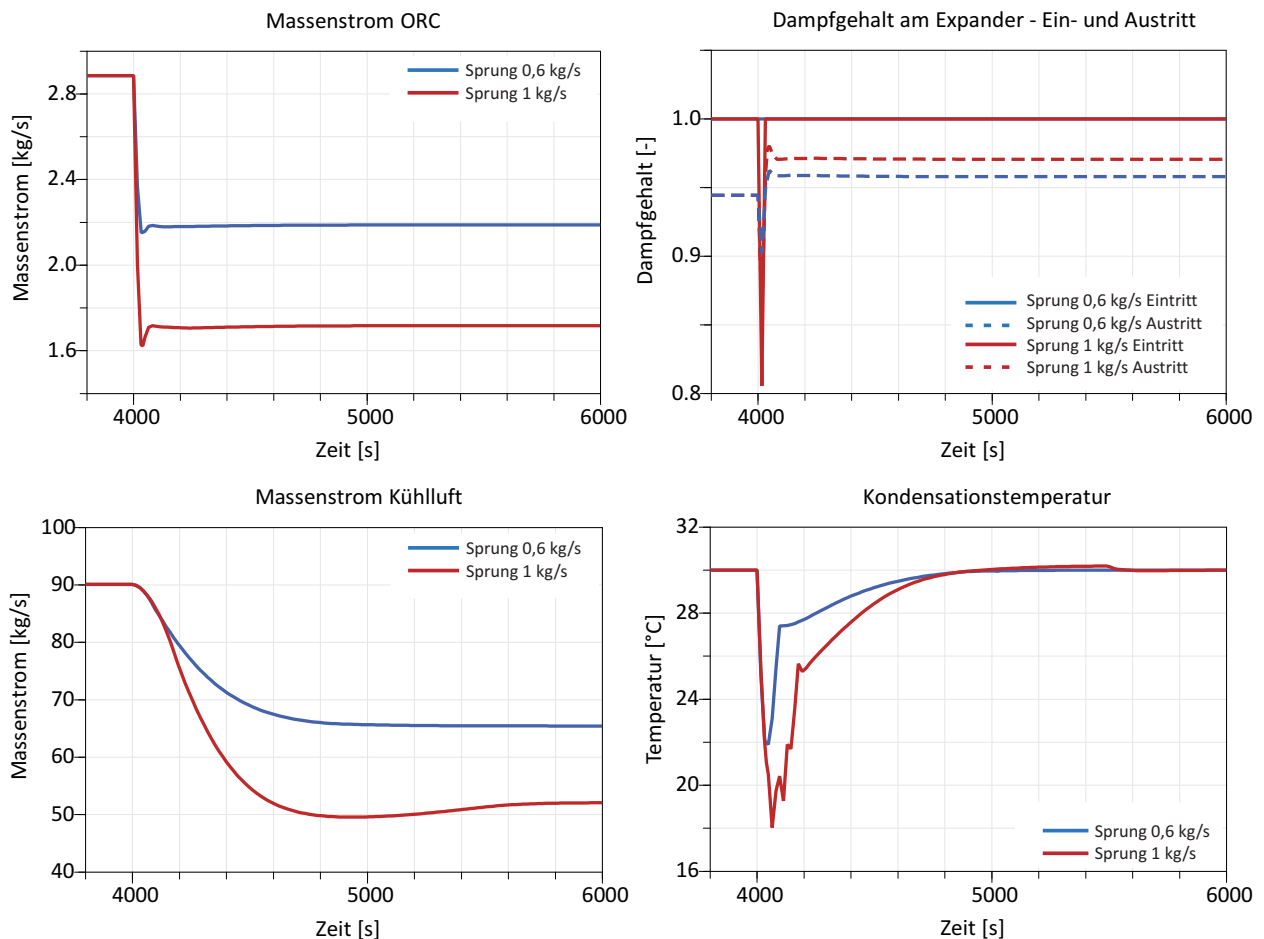 Massenstrom ORC
Sprung 0,6 kg/s
Sprung 1 kg/s
Massenstrom [kg/s]
2.8
2.4
2.0
1.6
4000
5000
6000
Zeit [s]
Dampfgehalt am Expander - Ein- und Austritt
Dampfgehalt [-]
1.0
0.9
0.8
Sprung 0,6 kg/s Eintritt
Sprung 0,6 kg/s Austritt
Sprung 1 kg/s Eintritt
Sprung 1 kg/s Austritt
4000
5000
6000
Zeit [s]
Massenstrom Kühlluft
Sprung 0,6 kg/s
Sprung 1 kg/s
Massenstrom [kg/s]
100
90
80
70
60
50
40
4000
5000
6000
Zeit [s]
Kondensationstemperatur
Temperatur [°C]
32
28
24
20
16
Sprung 0,6 kg/s
Sprung 1 kg/s
4000
5000
6000
Zeit [s]